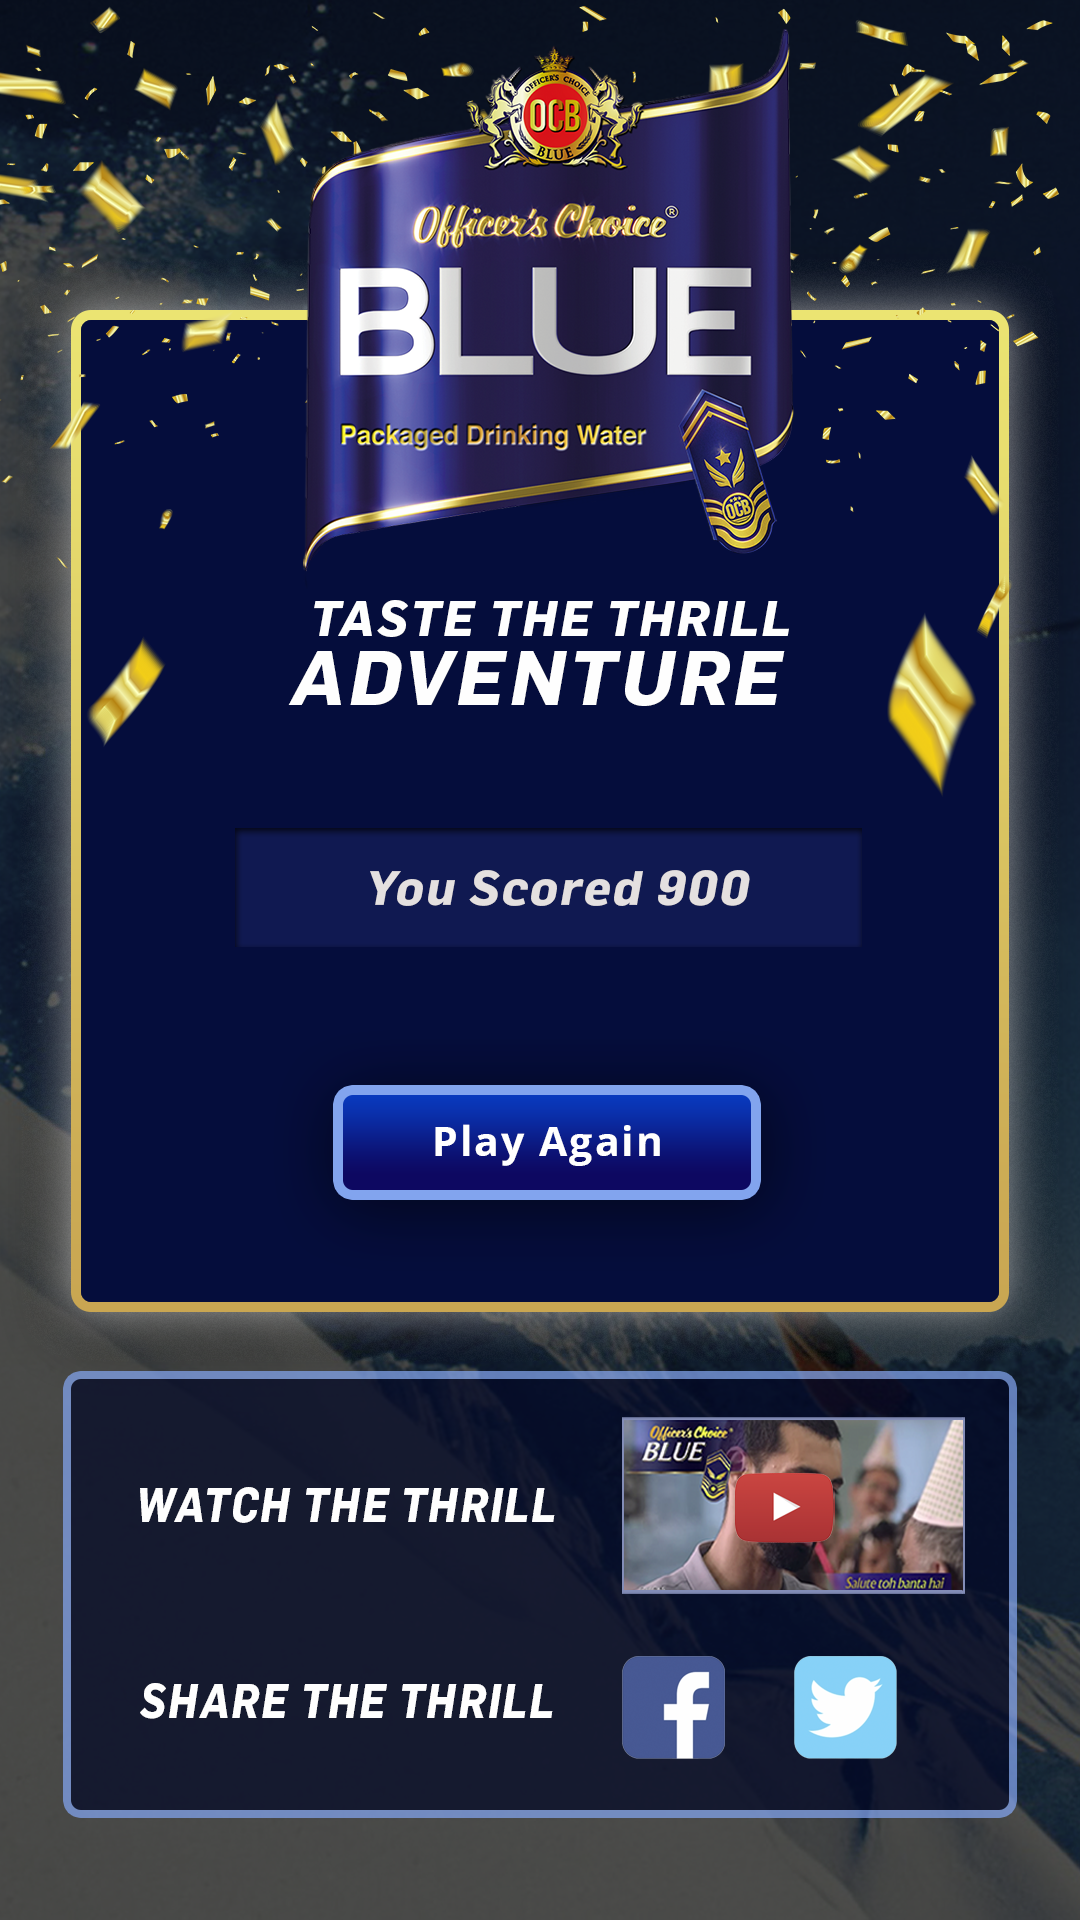 OFFICER'S CHOICE
OCB
BLUE
Officer's Choice®
BLUE
Packaged Drinking Water
OCB
TASTE THE THRILL
ADVENTURE
You Scored 900
Play Again
WATCH THE THRILL
Officer's Choice
BLUE
Salute toh banta hai
SHARE THE THRILL